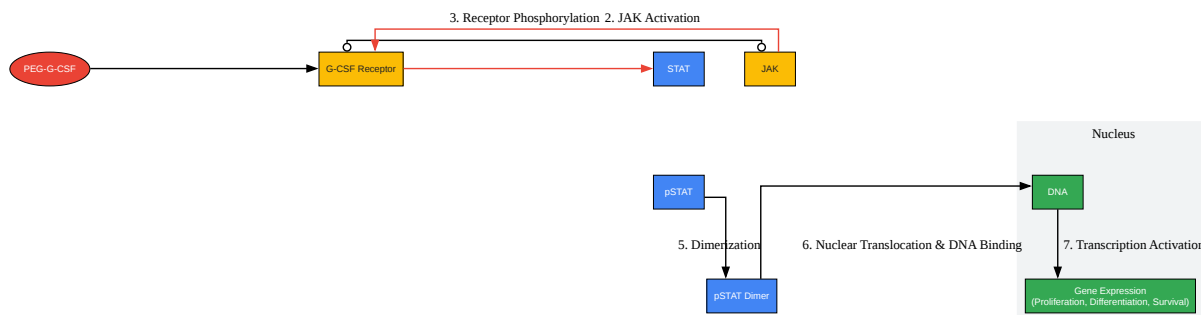 3. Receptor Phosphorylation
2. JAK Activation
PEG-G-CSF
G-CSF Receptor
STAT
JAK
Nucleus
pSTAT
DNA
5. Dimerization
6. Nuclear Translocation & DNA Binding
7. Transcription Activation
pSTAT Dimer
Gene Expression
(Proliferation, Differentiation, Survival)